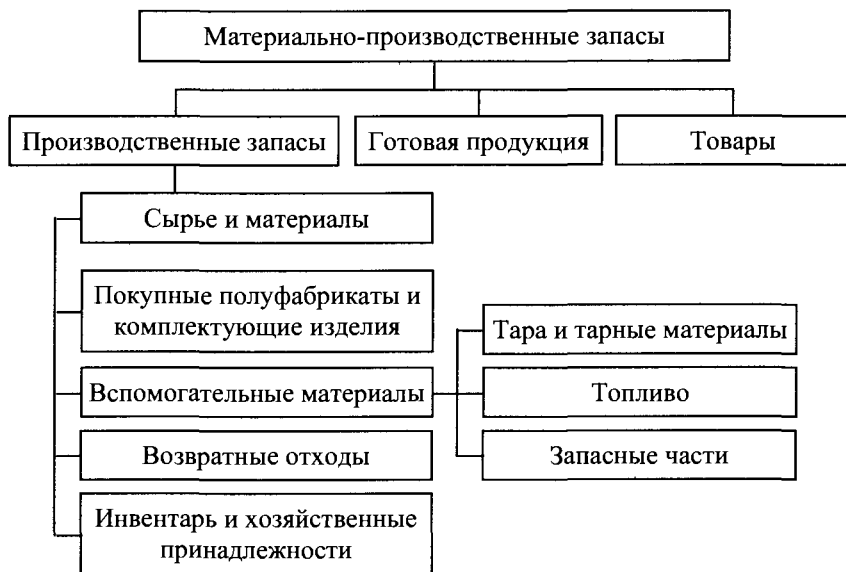 Материально-производственные запасы
Производственные запасы
Готовая продукция
Товары
Сырье и материалы
Покупные полуфабрикаты и
комплектующие изделия
Вспомогательные материалы
Возвратные отходы
Инвентарь и хозяйственные
принадлежности
Тара и тарные материалы
Топливо
Запасные части